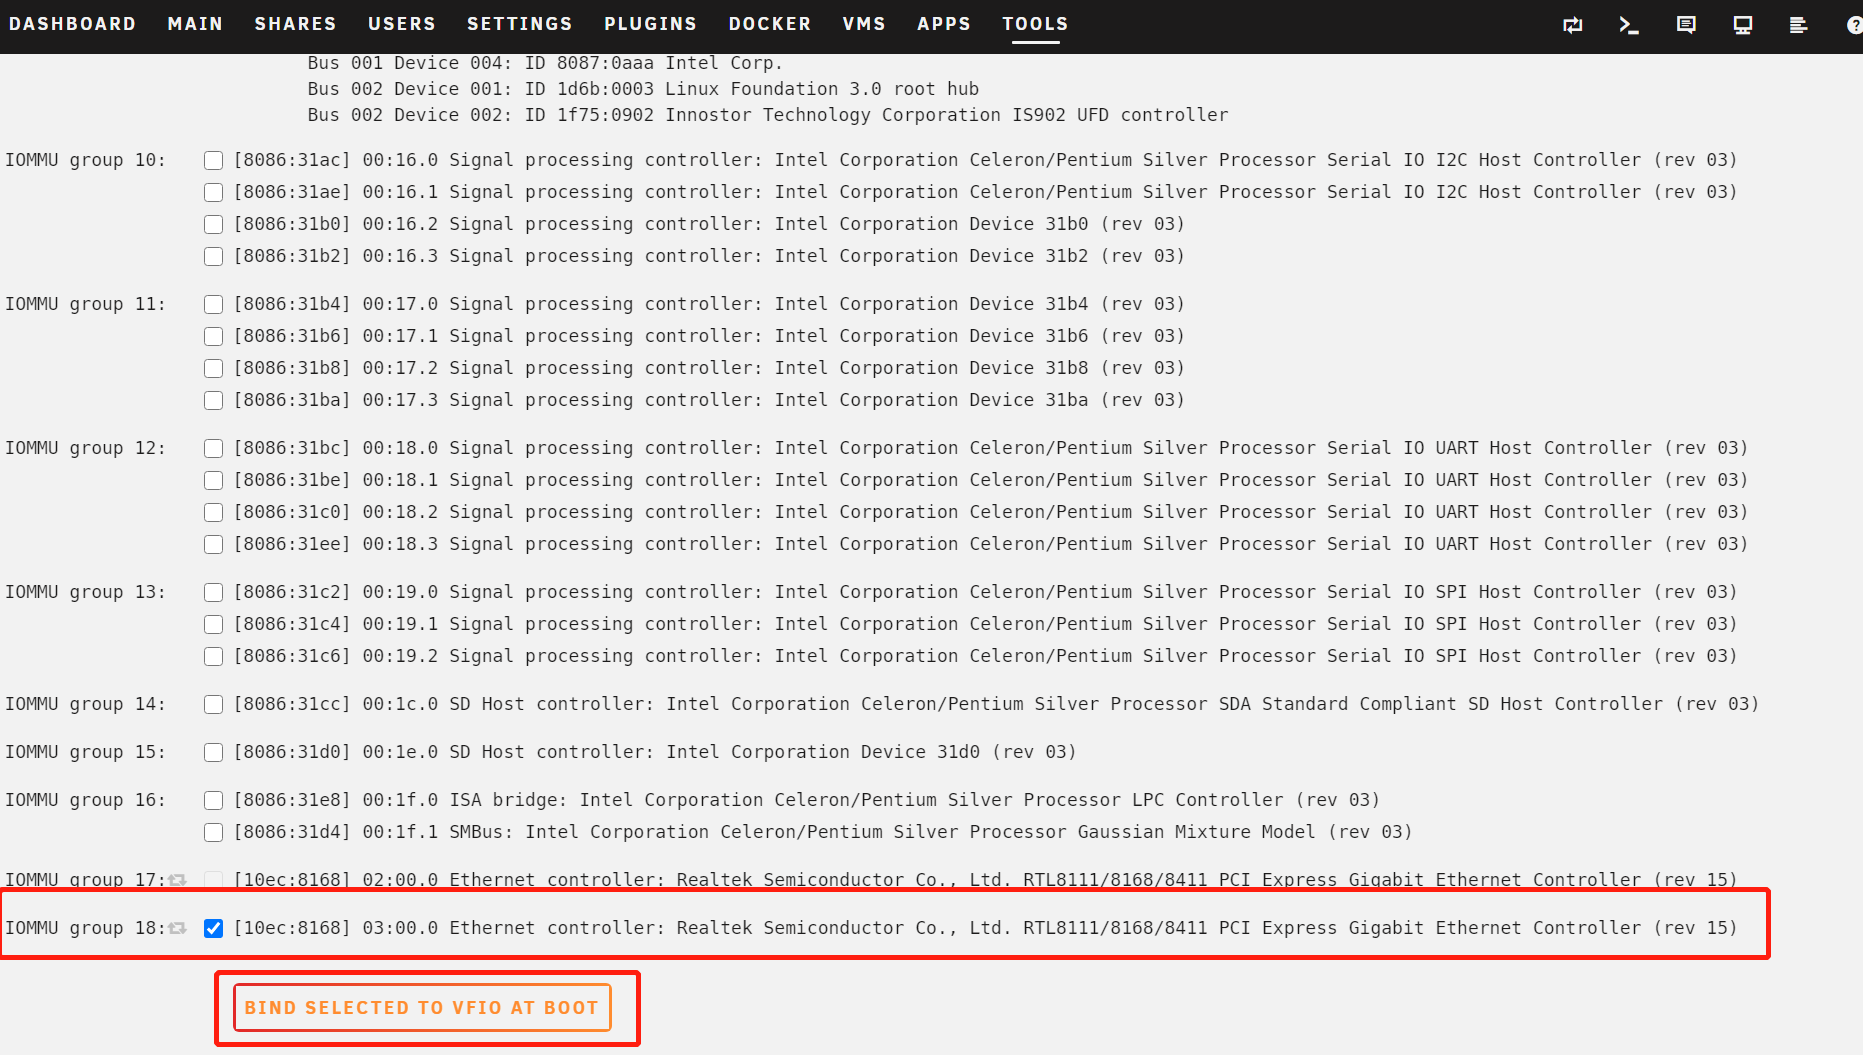 DASHBOARD MAIN SHARES USERS SETTINGS PLUGINS DOCKER VMS APPS TOOLS
Bus 001 Device 004: ID 8087:0aaa Intel Corp.
Bus 002 Device 001: ID 1d6b:0003 Linux Foundation 3.0 root hub
Bus 002 Device 002: ID 1f75:0902 Innostor Technology Corporation IS902 UFD controller
IOMMU group 10: [8086:31ac] 00:16.0 Signal processing controller: Intel Corporation Celeron/Pentium Silver Processor Serial IO I2C Host Controller (rev 03)
[8086:31ae] 00:16.1 Signal processing controller: Intel Corporation Celeron/Pentium Silver Processor Serial IO I2C Host Controller (rev 03)
[8086:31b0] 00:16.2 Signal processing controller: Intel Corporation Device 31b0 (rev 03)
[8086:31b2] 00:16.3 Signal processing controller: Intel Corporation Device 31b2 (rev 03)
IOMMU group 11: [8086:31b4] 00:17.0 Signal processing controller: Intel Corporation Device 31b4 (rev 03)
[8086:31b6] 00:17.1 Signal processing controller: Intel Corporation Device 31b6 (rev 03)
[8086:31b8] 00:17.2 Signal processing controller: Intel Corporation Device 31b8 (rev 03)
[8086:31ba] 00:17.3 Signal processing controller: Intel Corporation Device 31ba (rev 03)
IOMMU group 12: [8086:31bc] 00:18.0 Signal processing controller: Intel Corporation Celeron/Pentium Silver Processor Serial IO UART Host Controller (rev 03)
[8086:31be] 00:18.1 Signal processing controller: Intel Corporation Celeron/Pentium Silver Processor Serial IO UART Host Controller (rev 03)
[8086:31c0] 00:18.2 Signal processing controller: Intel Corporation Celeron/Pentium Silver Processor Serial IO UART Host Controller (rev 03)
[8086:31ee] 00:18.3 Signal processing controller: Intel Corporation Celeron/Pentium Silver Processor Serial IO UART Host Controller (rev 03)
IOMMU group 13: [8086:31c2] 00:19.0 Signal processing controller: Intel Corporation Celeron/Pentium Silver Processor Serial IO SPI Host Controller (rev 03)
[8086:31c4] 00:19.1 Signal processing controller: Intel Corporation Celeron/Pentium Silver Processor Serial IO SPI Host Controller (rev 03)
[8086:31c6] 00:19.2 Signal processing controller: Intel Corporation Celeron/Pentium Silver Processor Serial IO SPI Host Controller (rev 03)
IOMMU group 14: [8086:31cc] 00:1c.0 SD Host controller: Intel Corporation Celeron/Pentium Silver Processor SDA Standard Compliant SD Host Controller (rev 03)
IOMMU group 15: [8086:31d0] 00:1e.0 SD Host controller: Intel Corporation Device 31d0 (rev 03)
IOMMU group 16: [8086:31e8] 00:1f.0 ISA bridge: Intel Corporation Celeron/Pentium Silver Processor LPC Controller (rev 03)
[8086:31d4] 00:1f.1 SMBus: Intel Corporation Celeron/Pentium Silver Processor Gaussian Mixture Model (rev 03)
IOMMU group 17: [10ec:8168] 02:00.0 Ethernet controller: Realtek Semiconductor Co., Ltd. RTL8111/8168/8411 PCI Express Gigabit Ethernet Controller (rev 15)
IOMMU group 18: [10ec:8168] 03:00.0 Ethernet controller: Realtek Semiconductor Co., Ltd. RTL8111/8168/8411 PCI Express Gigabit Ethernet Controller (rev 15)
BIND SELECTED TO VFIO AT BOOT